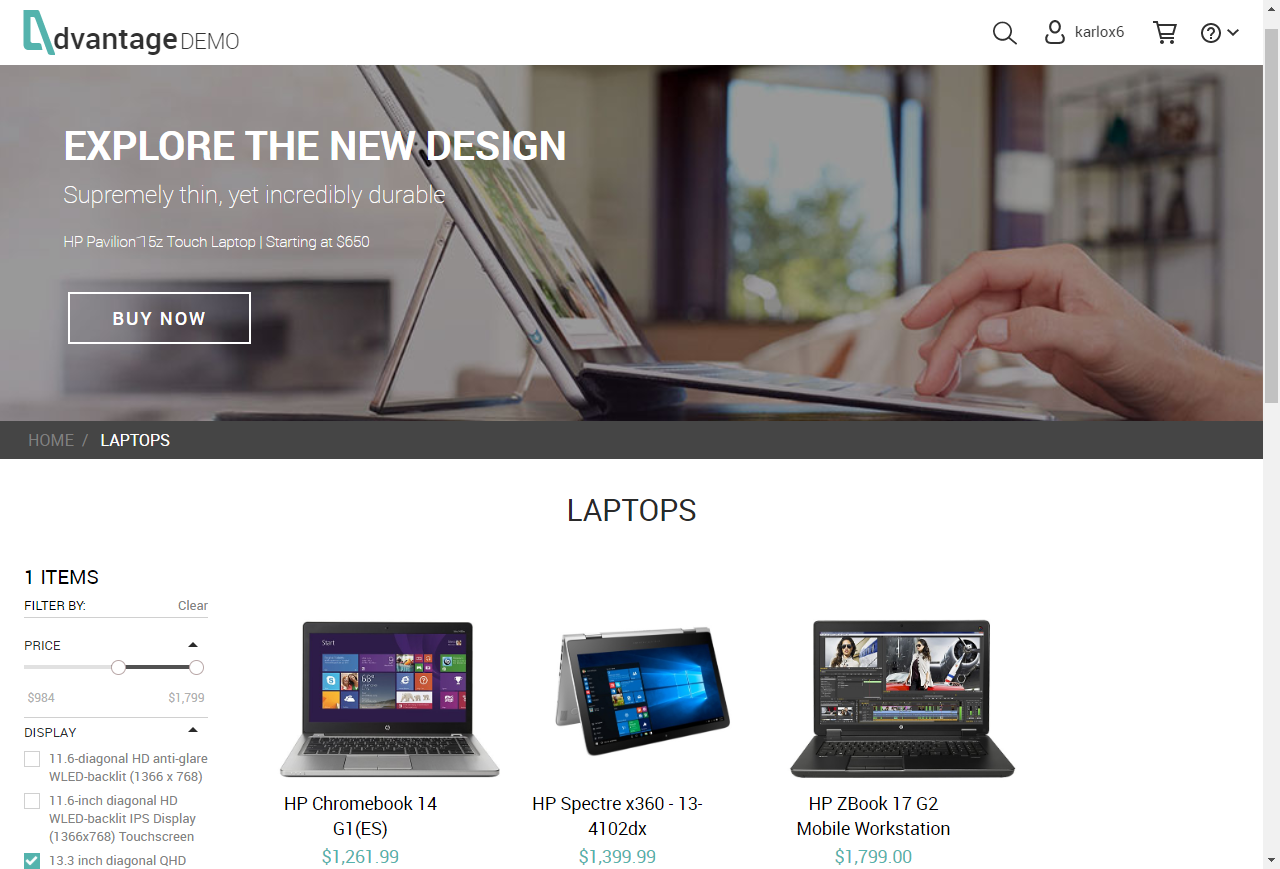 dvantage DEMO
karlox6
EXPLORE THE NEW DESIGN
Supremely thin, yet incredibly durable
HP Pavilion 15z Touch Laptop | Starting at $650
BUY NOW
HOME / LAPTOPS
LAPTOPS
1 ITEMS
FILTER BY: Clear
PRICE
$984 $1,799
DISPLAY
11.6-diagonal HD anti-glare
WLED-backlit (1366 x 768)
11.6-inch diagonal HD
WLED-backlit IPS Display
(1366x768) Touchscreen
13.3 inch diagonal QHD
Start
HP Chromebook 14
G1(ES)
$1,261.99
HP Spectre x360 - 13-
4102dx
$1,399.99
HP ZBook 17 G2
Mobile Workstation
$1,799.00